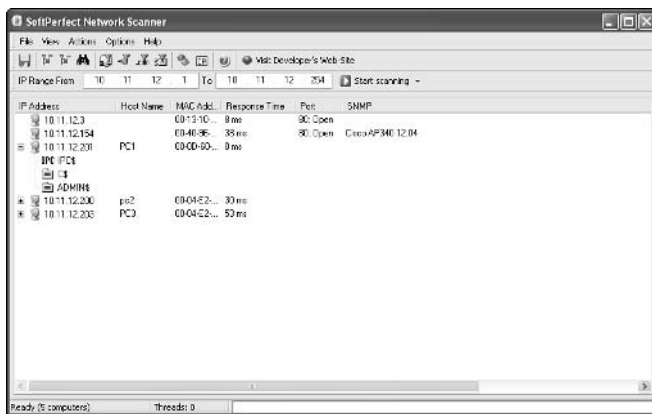 SoftPerfect Network Scanner
File View Actions Options Help
Visit Developer's Web-Site
IP Range From 10 11 12 . 1 To 10 11 12 254 Start scanning
IP Address Host Name MAC Add... Response Time Port SNMP
10.11.12.3 00-13-10-... 8 ms 80: Open
10.11.12.154 00-40-96-... 38 ms 80: Open Cisco AP340 12.04
10.11.12.201 PC1 00-0D-60-... 0 ms
IPC IPC$
C$
ADMIN$
10.11.12.200 pc2 00-04-E2-... 30 ms
10.11.12.203 PC3 00-04-E2-... 50 ms
Ready (5 computers) Threads: 0